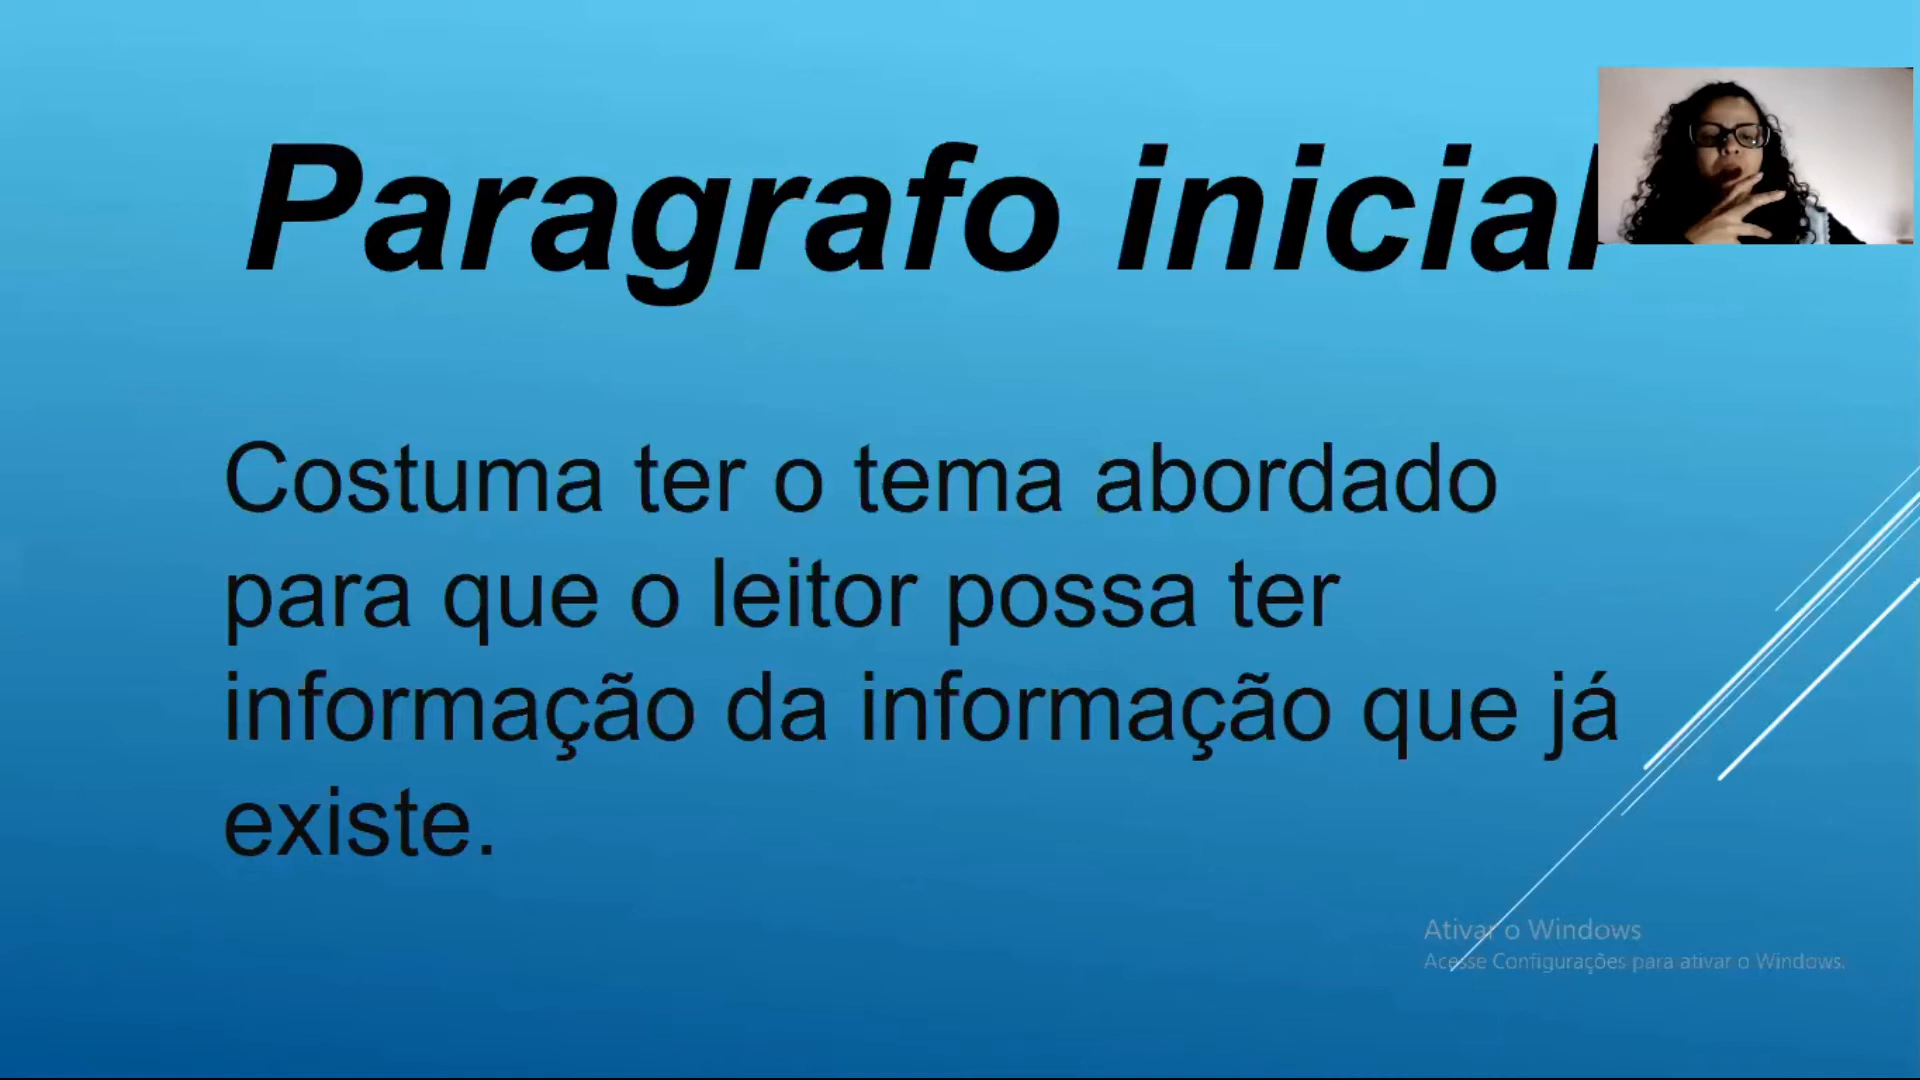 Paragrafo inicial
Costuma ter o tema abordado
para que o leitor possa ter
informação da informação que já
existe.
Ativar o Windows
Acesse Configurações para ativar o Windows.